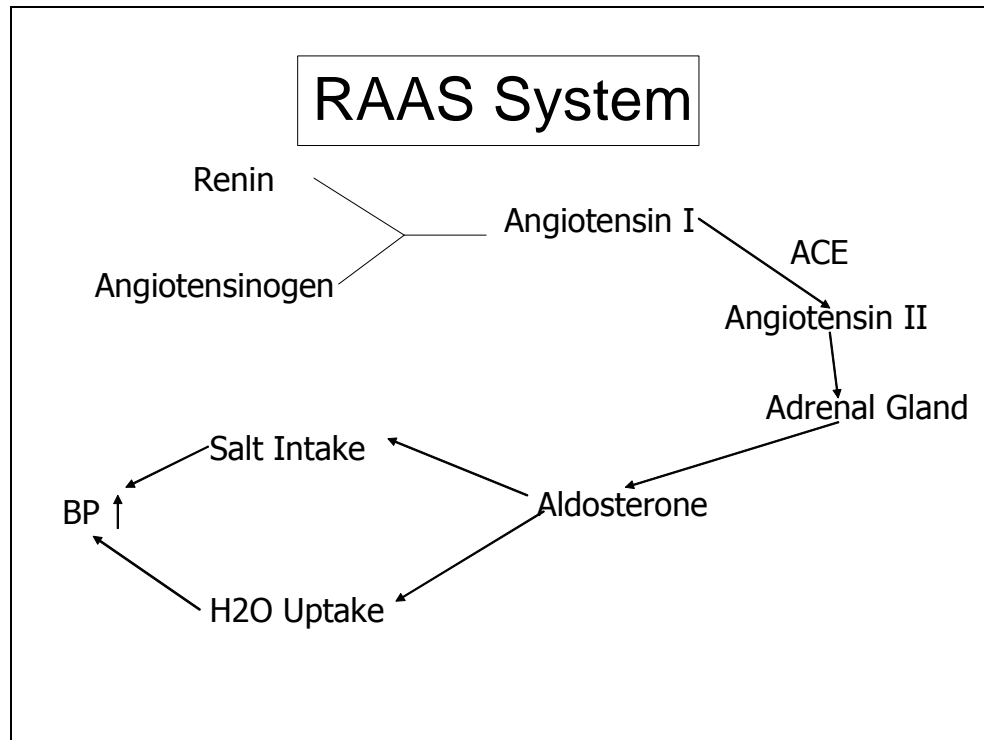 RAAS System
Renin
Angiotensin I
ACE
Angiotensinogen
Angiotensin II
Adrenal Gland
Salt Intake
Aldosterone
BP
H2O Uptake